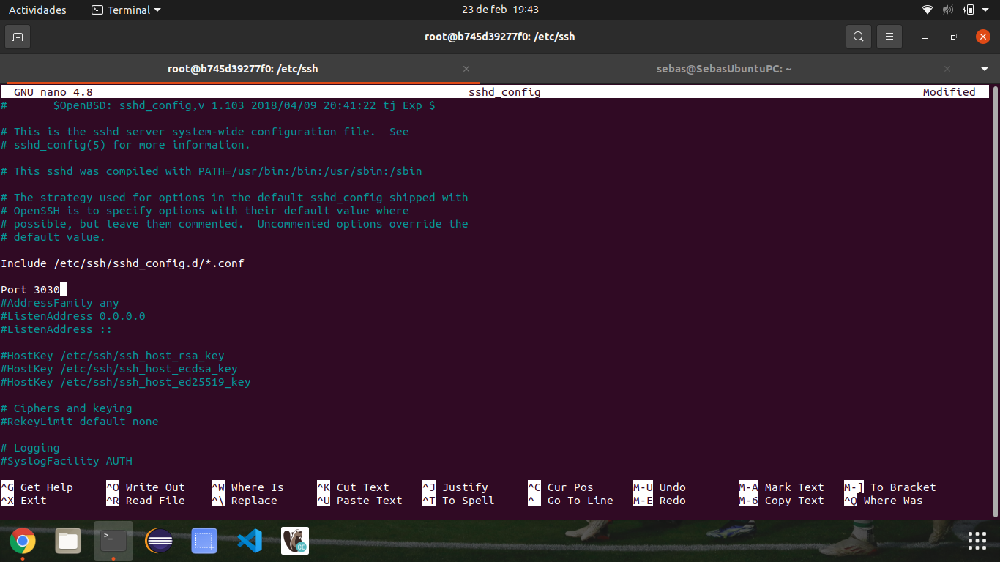 Actividades
Terminal
23 de feb 19:43
root@b745d39277f0: /etc/ssh
root@b745d39277f0: /etc/ssh
sebas@SebasUbuntuPC: ~
GNU nano 4.8 sshd_config Modified
#       $OpenBSD: sshd_config,v 1.103 2018/04/09 20:41:22 tj Exp $
# This is the sshd server system-wide configuration file.  See
# sshd_config(5) for more information.
# This sshd was compiled with PATH=/usr/bin:/bin:/usr/sbin:/sbin
# The strategy used for options in the default sshd_config shipped with
# OpenSSH is to specify options with their default value where
# possible, but leave them commented.  Uncommented options override the
# default value.
Include /etc/ssh/sshd_config.d/*.conf
Port 3030
#AddressFamily any
#ListenAddress 0.0.0.0
#ListenAddress ::
#HostKey /etc/ssh/ssh_host_rsa_key
#HostKey /etc/ssh/ssh_host_ecdsa_key
#HostKey /etc/ssh/ssh_host_ed25519_key
# Ciphers and keying
#RekeyLimit default none
# Logging
#SyslogFacility AUTH
^G Get Help ^O Write Out ^W Where Is ^K Cut Text ^J Justify ^C Cur Pos M-U Undo M-A Mark Text M-] To Bracket
^X Exit ^R Read File ^\ Replace ^U Paste Text ^T To Spell ^_ Go To Line M-E Redo M-6 Copy Text ^Q Where Was
>_
CE